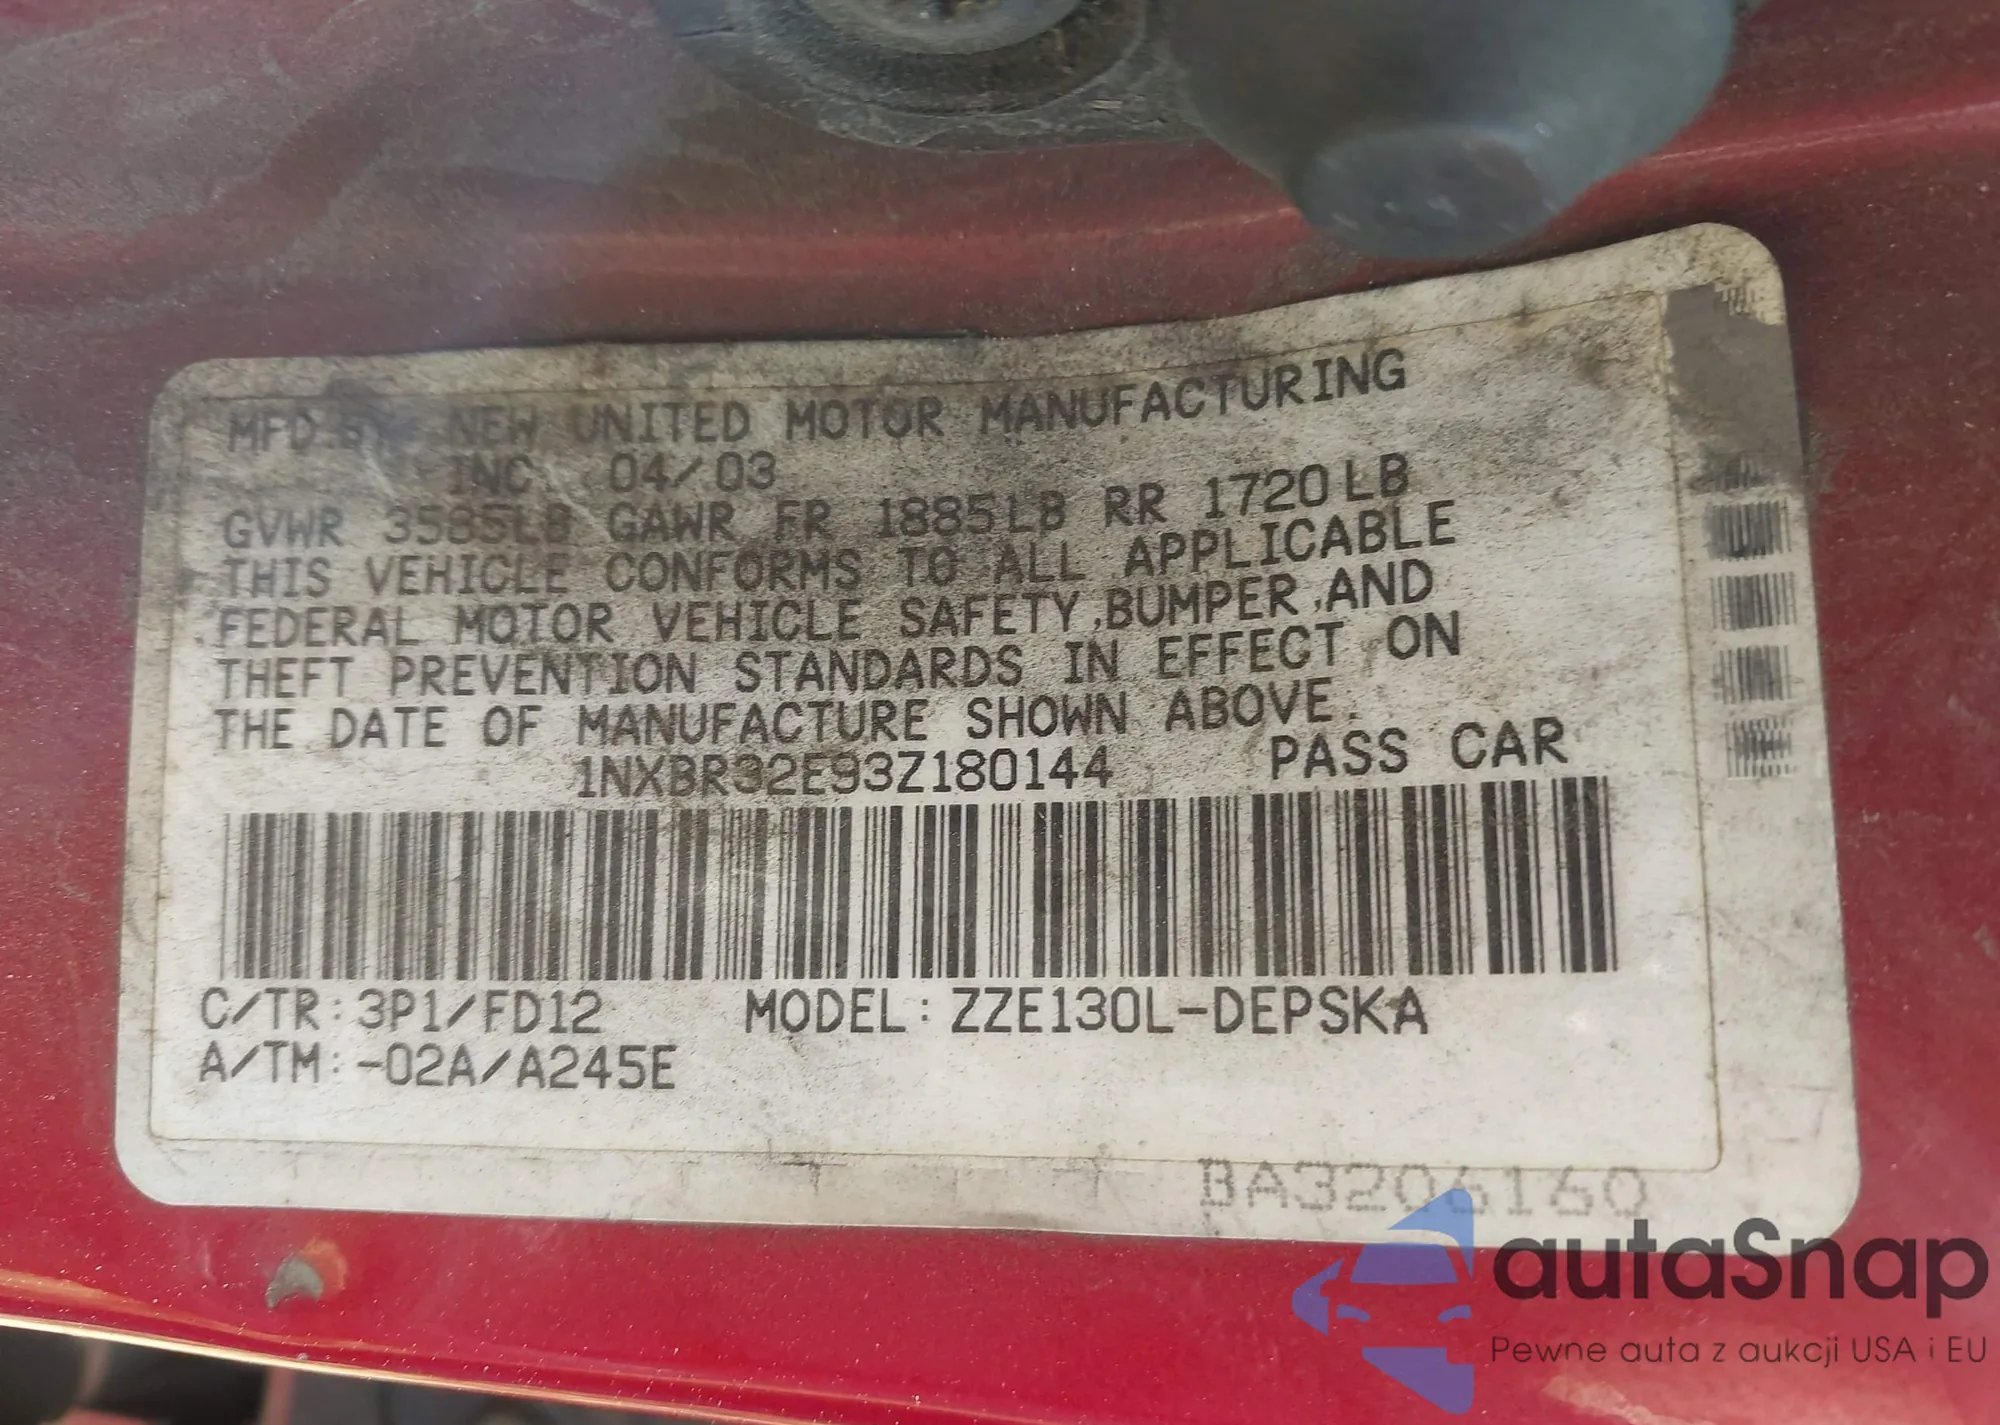 MFD.BY NEW UNITED MOTOR MANUFACTURING
INC. 04/03
GVWR 3585LB GAWR FR 1885LB RR 1720LB
THIS VEHICLE CONFORMS TO ALL APPLICABLE
FEDERAL MOTOR VEHICLE SAFETY,BUMPER,AND
THEFT PREVENTION STANDARDS IN EFFECT ON
THE DATE OF MANUFACTURE SHOWN ABOVE.
1NXBR32E93Z180144 PASS CAR
C/TR:3P1/FD12 MODEL:ZZE130L-DEPSKA
A/TM:-02A/A245E
BA3206160
autaSnap
Pewne auta z aukcji USA i EU